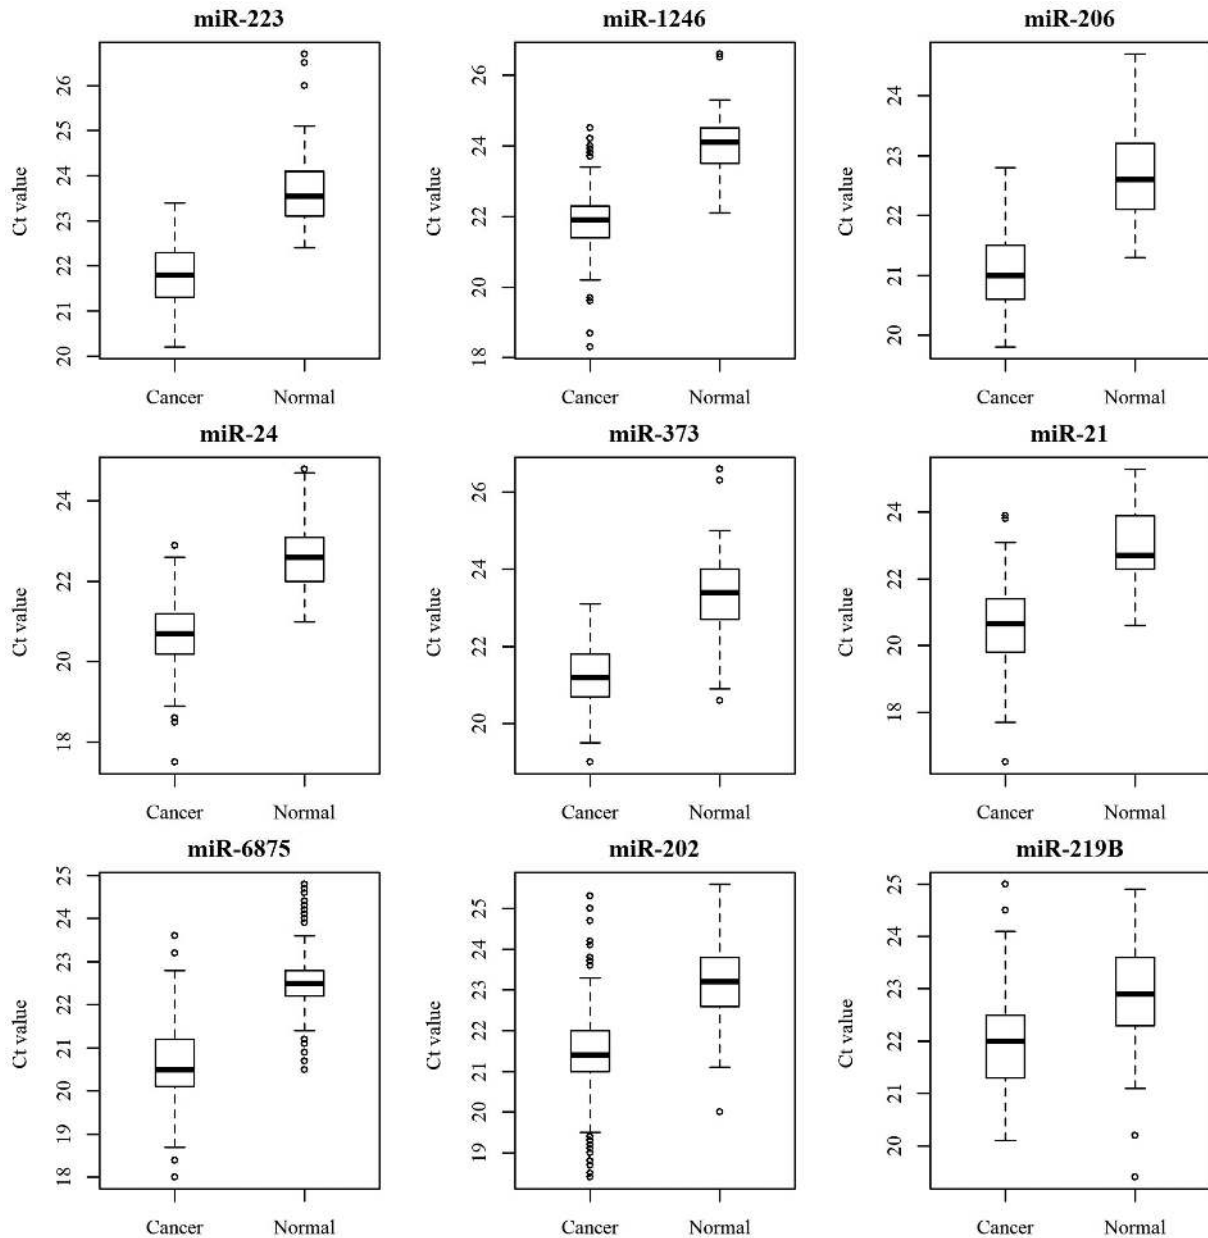 miR-223
miR-1246
miR-206
Ct value
20
21
22
23
24
25
26
Cancer
Normal
Ct value
18
20
22
24
26
Cancer
Normal
Ct value
20
21
22
23
24
Cancer
Normal
miR-24
miR-373
miR-21
Ct value
18
20
22
24
Cancer
Normal
Ct value
20
22
24
26
Cancer
Normal
Ct value
18
20
22
24
Cancer
Normal
miR-6875
miR-202
miR-219B
Ct value
18
19
20
21
22
23
24
25
Cancer
Normal
Ct value
19
20
21
22
23
24
25
Cancer
Normal
Ct value
20
21
22
23
24
25
Cancer
Normal